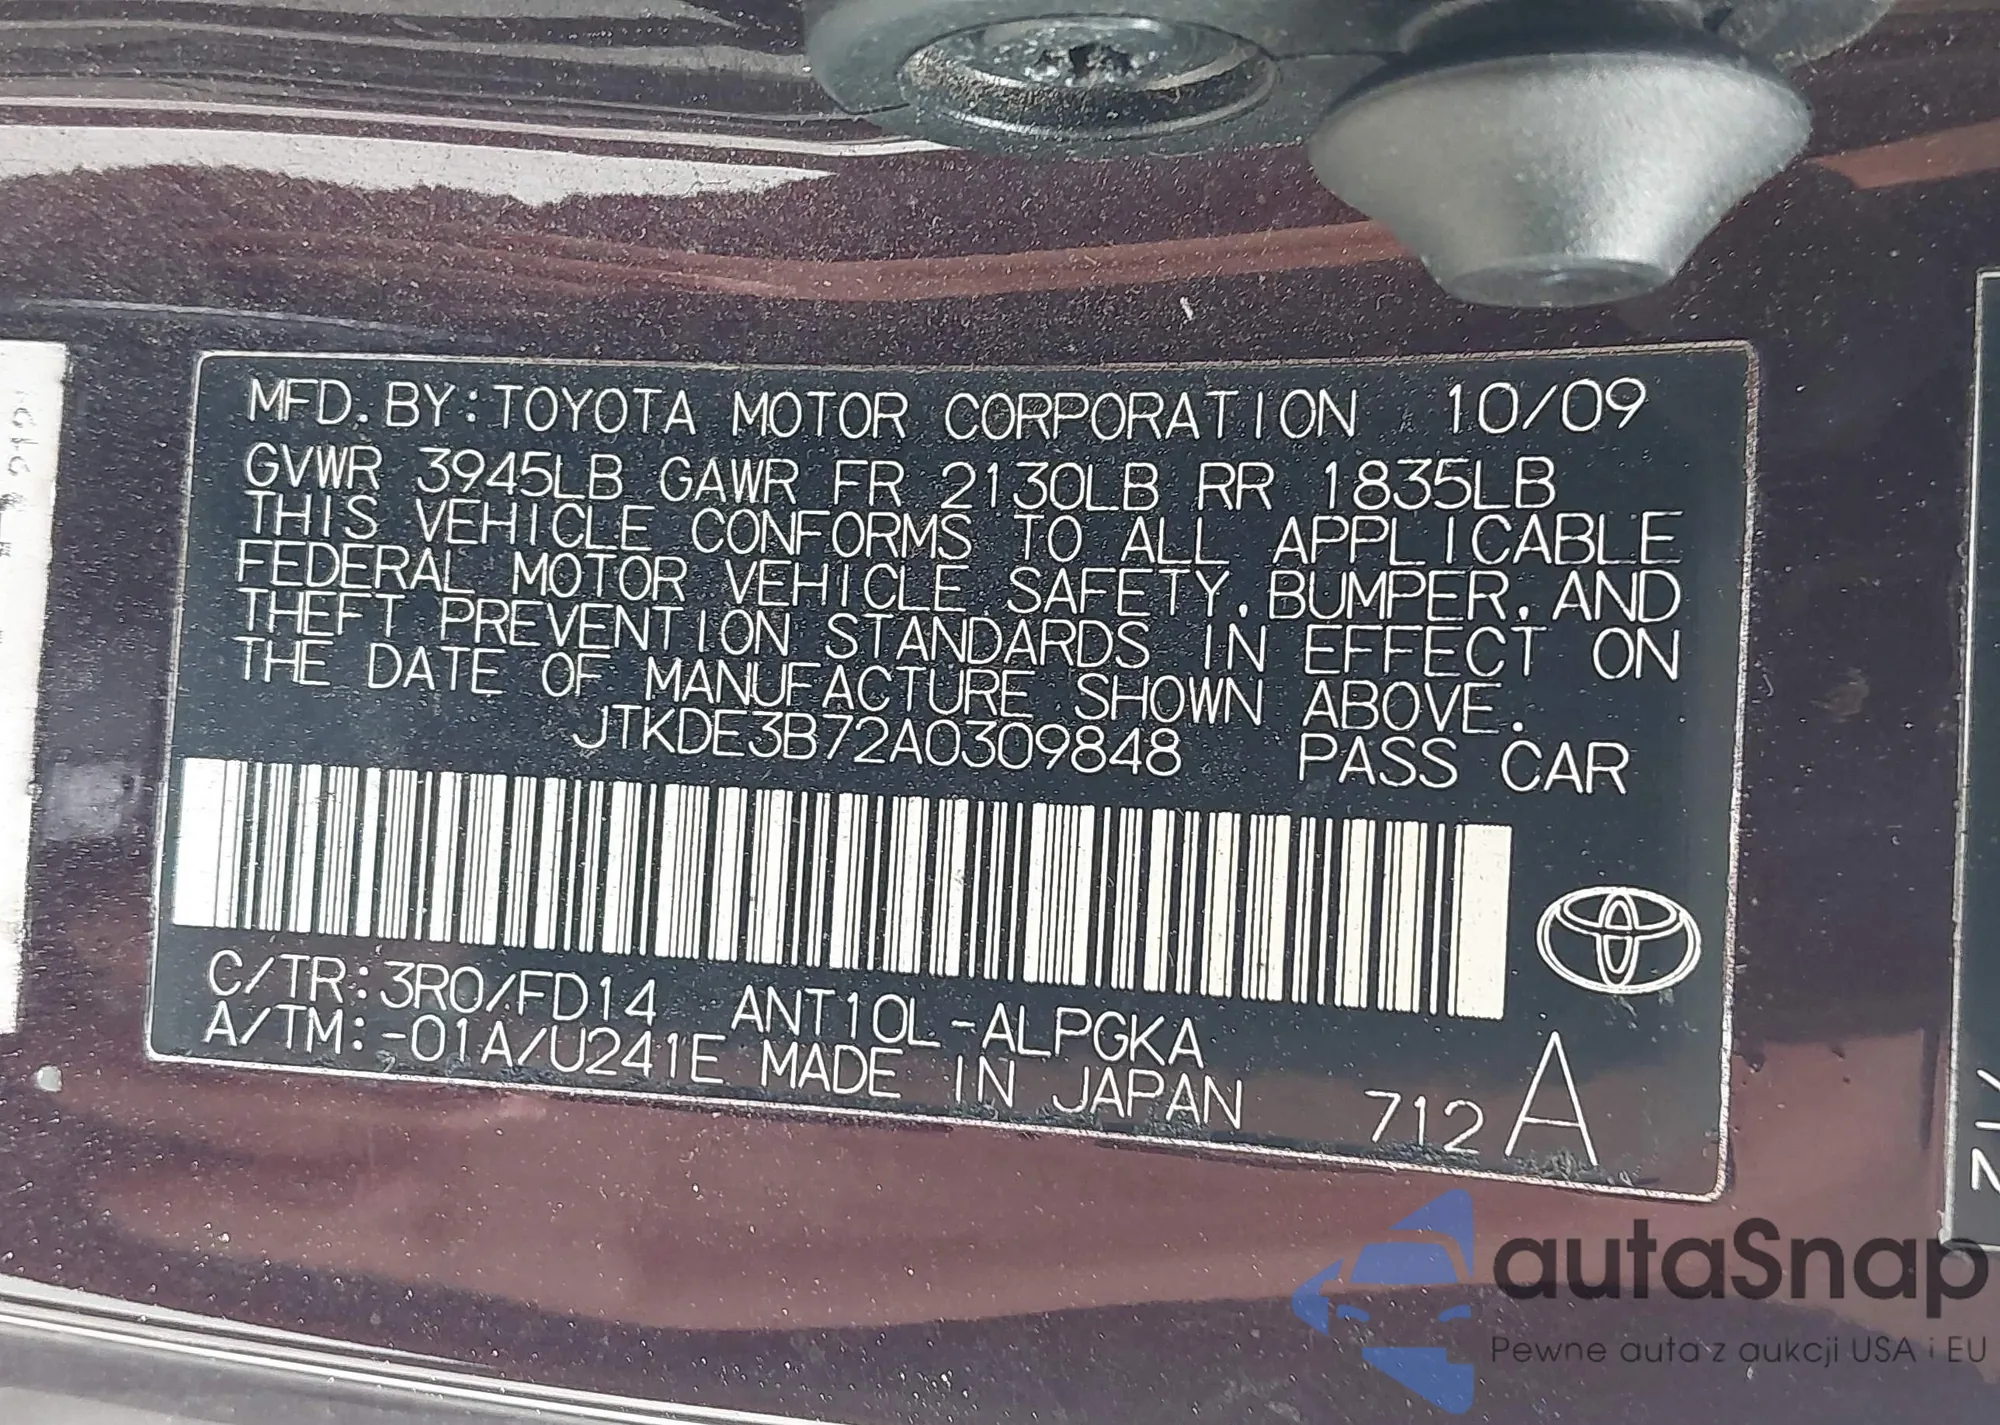 MFD. BY: TOYOTA MOTOR CORPORATION 10/09
GVWR 3945LB GAWR FR 2130LB RR 1835LB
THIS VEHICLE CONFORMS TO ALL APPLICABLE
FEDERAL MOTOR VEHICLE SAFETY, BUMPER, AND
THEFT PREVENTION STANDARDS IN EFFECT ON
THE DATE OF MANUFACTURE SHOWN ABOVE.
JTKDE3B72A0309848 PASS CAR
C/TR: 3R0/FD14 ANT10L-ALPGKA
A/TM: -01A/U241E MADE IN JAPAN
712 A
712
autaSnap
Pewne auta z aukcji USA i EU